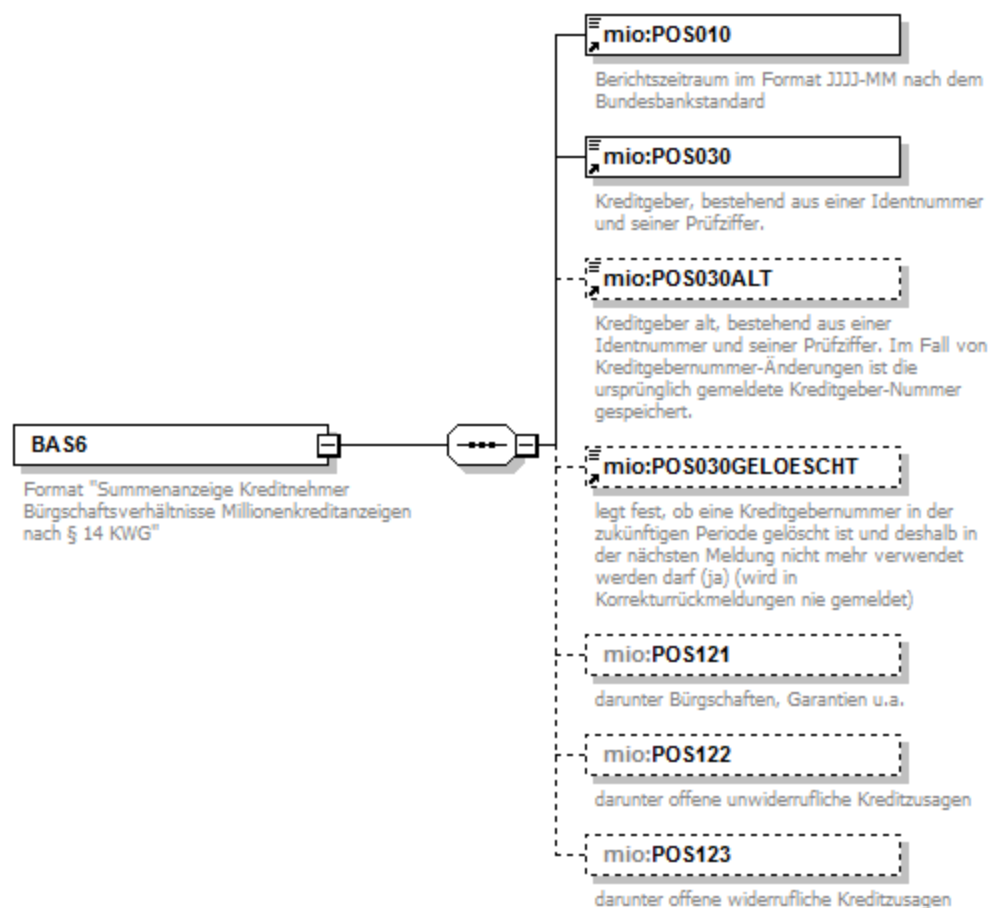 mio:POS010
Berichtszeitraum im Format JJJJ-MM nach dem
Bundesbankstandard
mio:POS030
Kreditgeber, bestehend aus einer Identnummer
und seiner Prüfziffer.
mio:POS030ALT
Kreditgeber alt, bestehend aus einer
Identnummer und seiner Prüfziffer. Im Fall von
Kreditgebernummer-Änderungen ist die
ursprünglich gemeldete Kreditgeber-Nummer
gespeichert.
BAS6
Format "Summenanzeige Kreditnehmer
Bürgschaftsverhältnisse Millionenkreditanzeigen
nach § 14 KWG"
mio:POS030GELOESCHT
legt fest, ob eine Kreditgebernummer in der
zukünftigen Periode gelöscht ist und deshalb in
der nächsten Meldung nicht mehr verwendet
werden darf (ja) (wird in
Korrekturrückmeldungen nie gemeldet)
mio:POS121
darunter Bürgschaften, Garantien u.a.
mio:POS122
darunter offene unwiderrufliche Kreditzusagen
mio:POS123
darunter offene widerrufliche Kreditzusagen